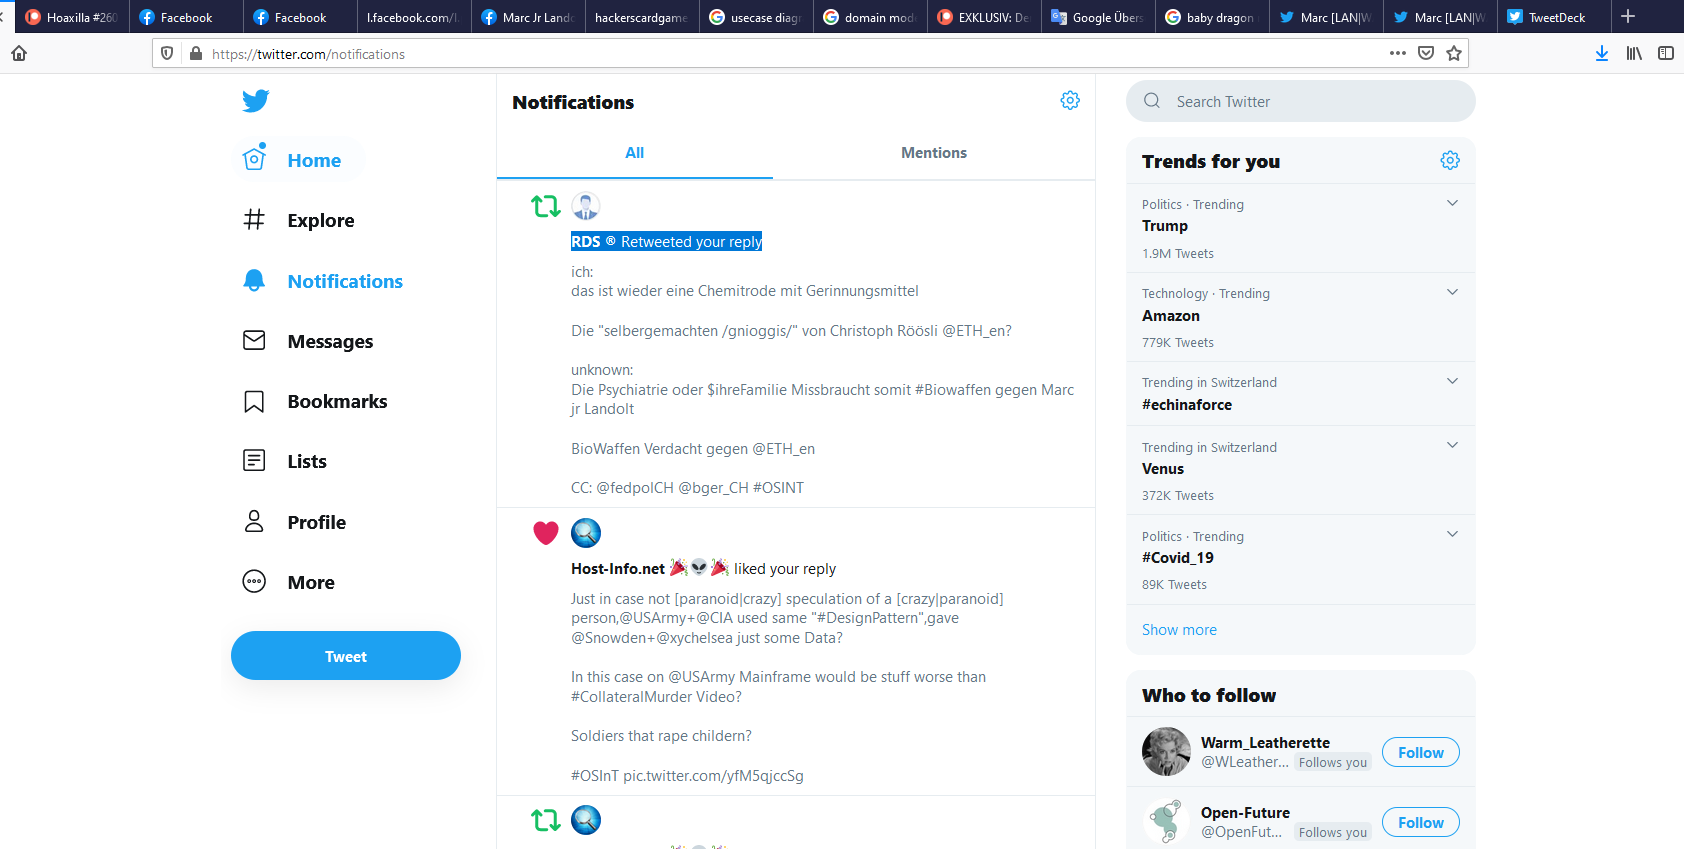 Hoaxilla #260
Facebook
Facebook
l.facebook.com/l.
Marc Jr Lando
hackerscardgame
usecase diagr
domain mode
EXKLUSIV: De
Google Übers
baby dragon
Marc [LAN|W
Marc [LAN|W
TweetDeck
https://twitter.com/notifications
Home
Explore
Notifications
Messages
Bookmarks
Lists
Profile
More
Tweet
Notifications
All
Mentions
RDS ® Retweeted your reply
ich:
das ist wieder eine Chemitrode mit Gerinnungsmittel
Die "selbergemachten /gnioggis/" von Christoph Röösli @ETH_en?
unknown:
Die Psychiatrie oder $ihreFamilie Missbraucht somit #Biowaffen gegen Marc
jr Landolt
BioWaffen Verdacht gegen @ETH_en
CC: @fedpolCH @bger_CH #OSINT
Host-Info.net 🎉👽🎉 liked your reply
Just in case not [paranoid|crazy] speculation of a [crazy|paranoid]
person,@USArmy+@CIA used same "#DesignPattern",gave
@Snowden+@xychelsea just some Data?
In this case on @USArmy Mainframe would be stuff worse than
#CollateralMurder Video?
Soldiers that rape childern?
#OSInT pic.twitter.com/yfM5qjccSg
Search Twitter
Trends for you
Politics · Trending
Trump
1.9M Tweets
Technology · Trending
Amazon
779K Tweets
Trending in Switzerland
#echinaforce
Trending in Switzerland
Venus
372K Tweets
Politics · Trending
#Covid_19
89K Tweets
Show more
Who to follow
Warm_Leatherette
@WLeather... Follows you
Follow
Open-Future
@OpenFut... Follows you
Follow